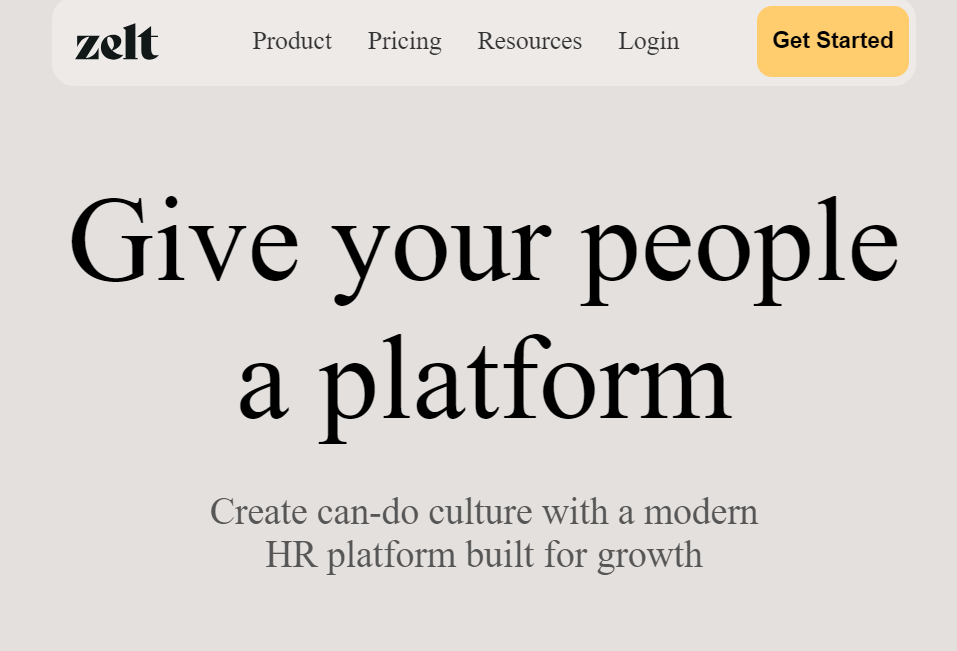 zelt Product Pricing Resources Login Get Started
Give your people
a platform
Create can-do culture with a modern
HR platform built for growth